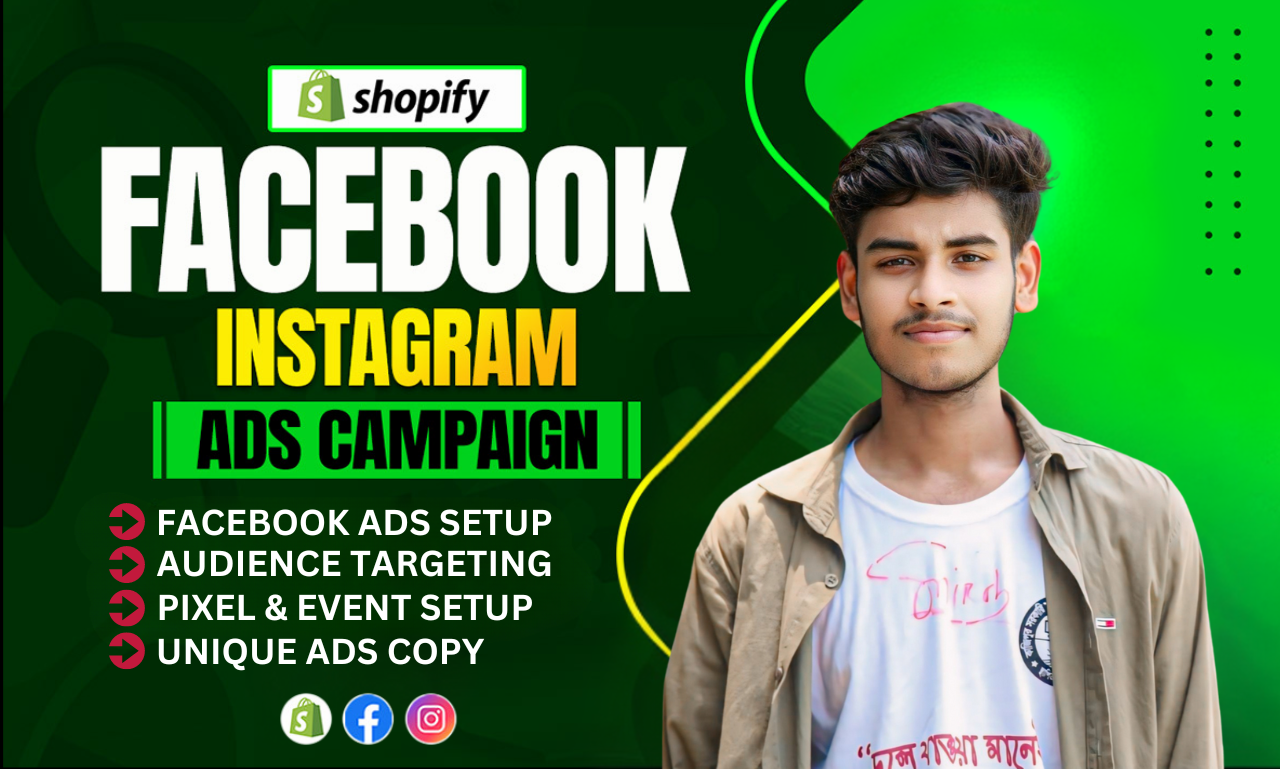 shopify
FACEBOOK
INSTAGRAM
ADS CAMPAIGN
FACEBOOK ADS SETUP
AUDIENCE TARGETING
PIXEL & EVENT SETUP
UNIQUE ADS COPY